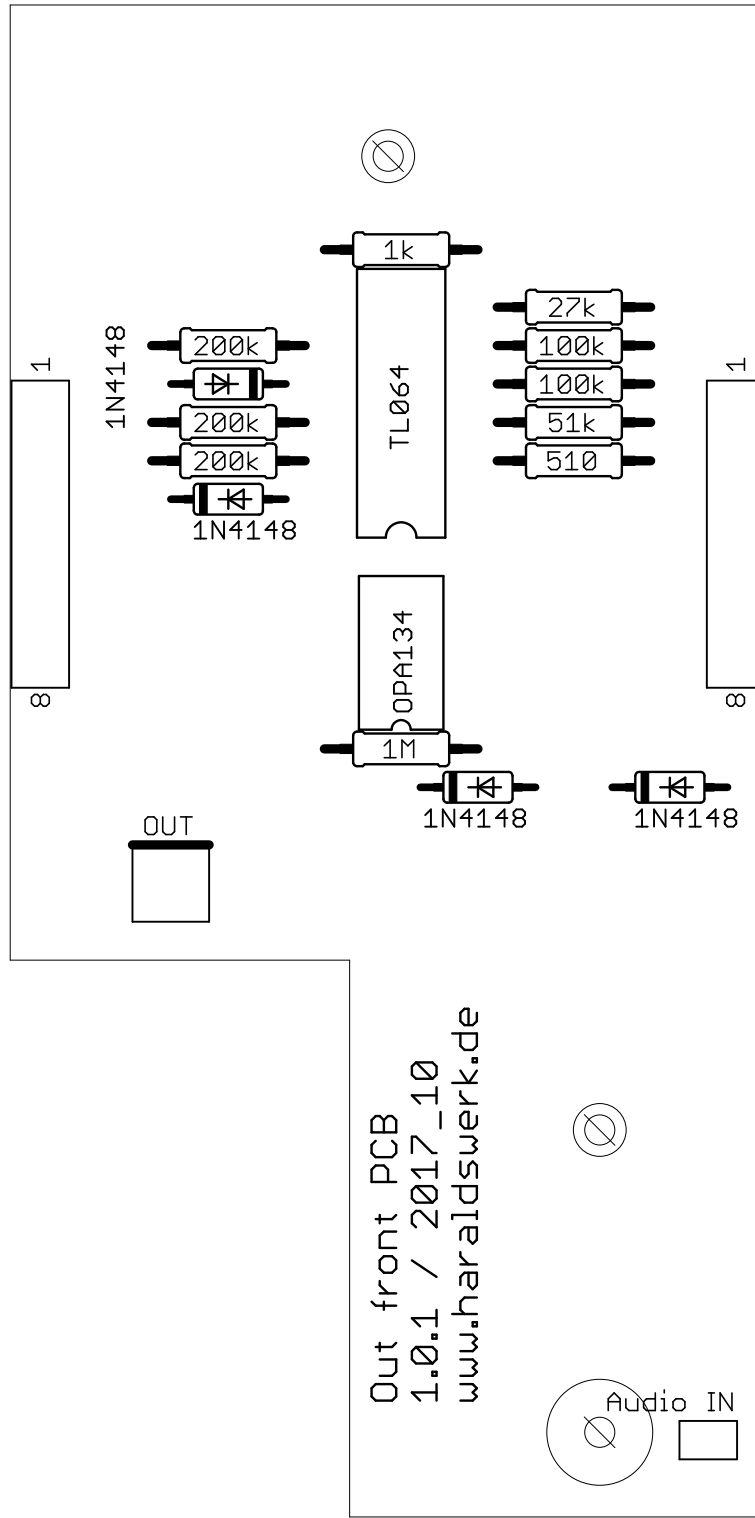 1k
27k
200k
100k
1N4148
1
1
100k
TL064
200k
51k
200k
510
1N4148
OPA134
8
8
1M
1N4148
1N4148
OUT
Out front PCB
1.0.1 / 2017_10
www.haraldswerk.de
Audio IN